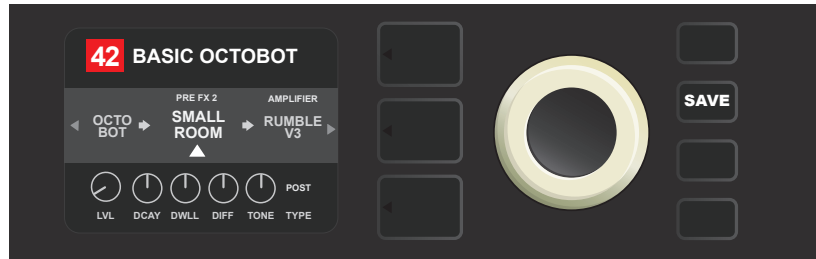 42 BASIC OCTOBOT
PRE FX 2 AMPLIFIER
OCTO BOT SMALL ROOM RUMBLE V3
POST
LVL DCAY DWLL DIFF TONE TYPE
SAVE